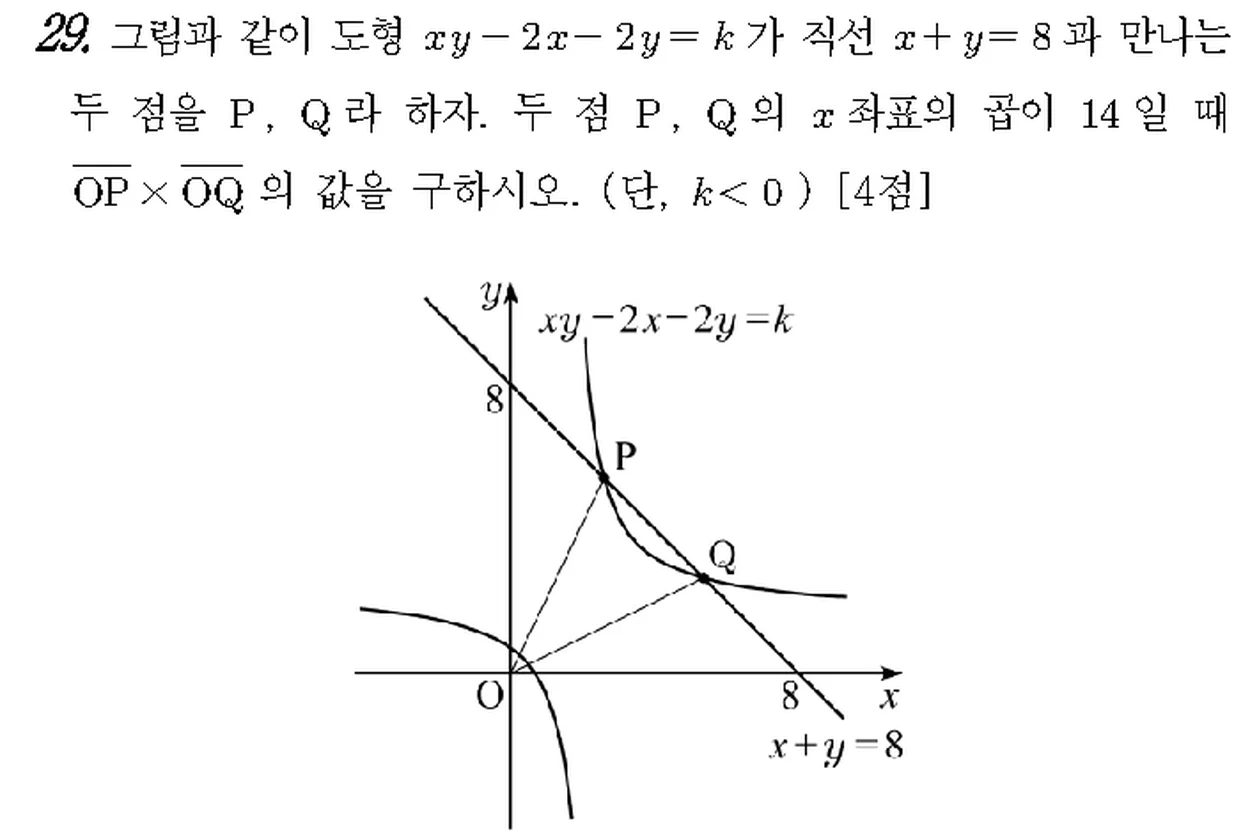 29. 그림과 같이 도형 xy − 2x − 2y = k 가 직선 x + y = 8 과 만나는
두 점을 P, Q 라 하자. 두 점 P, Q 의 x 좌표의 곱이 14 일 때
\overline{OP} × \overline{OQ} 의 값을 구하시오. (단, k < 0 ) [4점]
y
xy − 2x − 2y = k
8
P
Q
O
8
x
x + y = 8